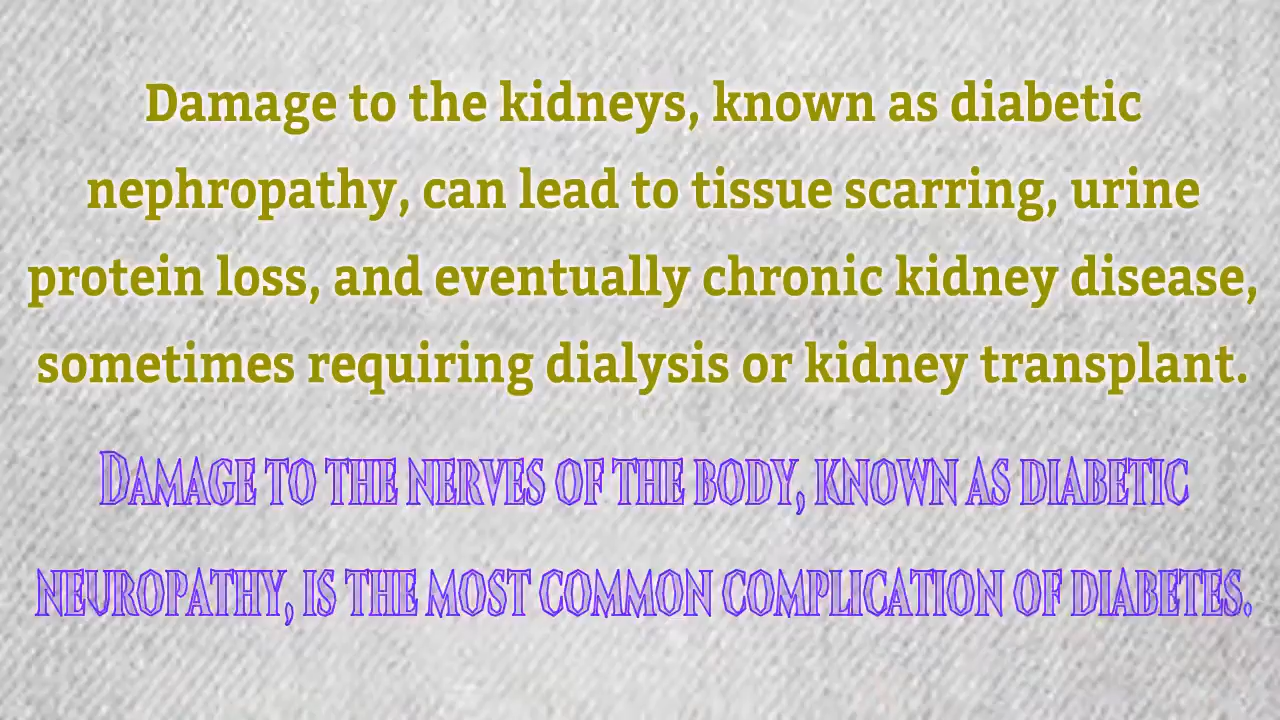 Damage to the kidneys, known as diabetic
nephropathy, can lead to tissue scarring, urine
protein loss, and eventually chronic kidney disease,
sometimes requiring dialysis or kidney transplant.
Damage to the nerves of the body, known as diabetic
neuropathy, is the most common complication of diabetes.